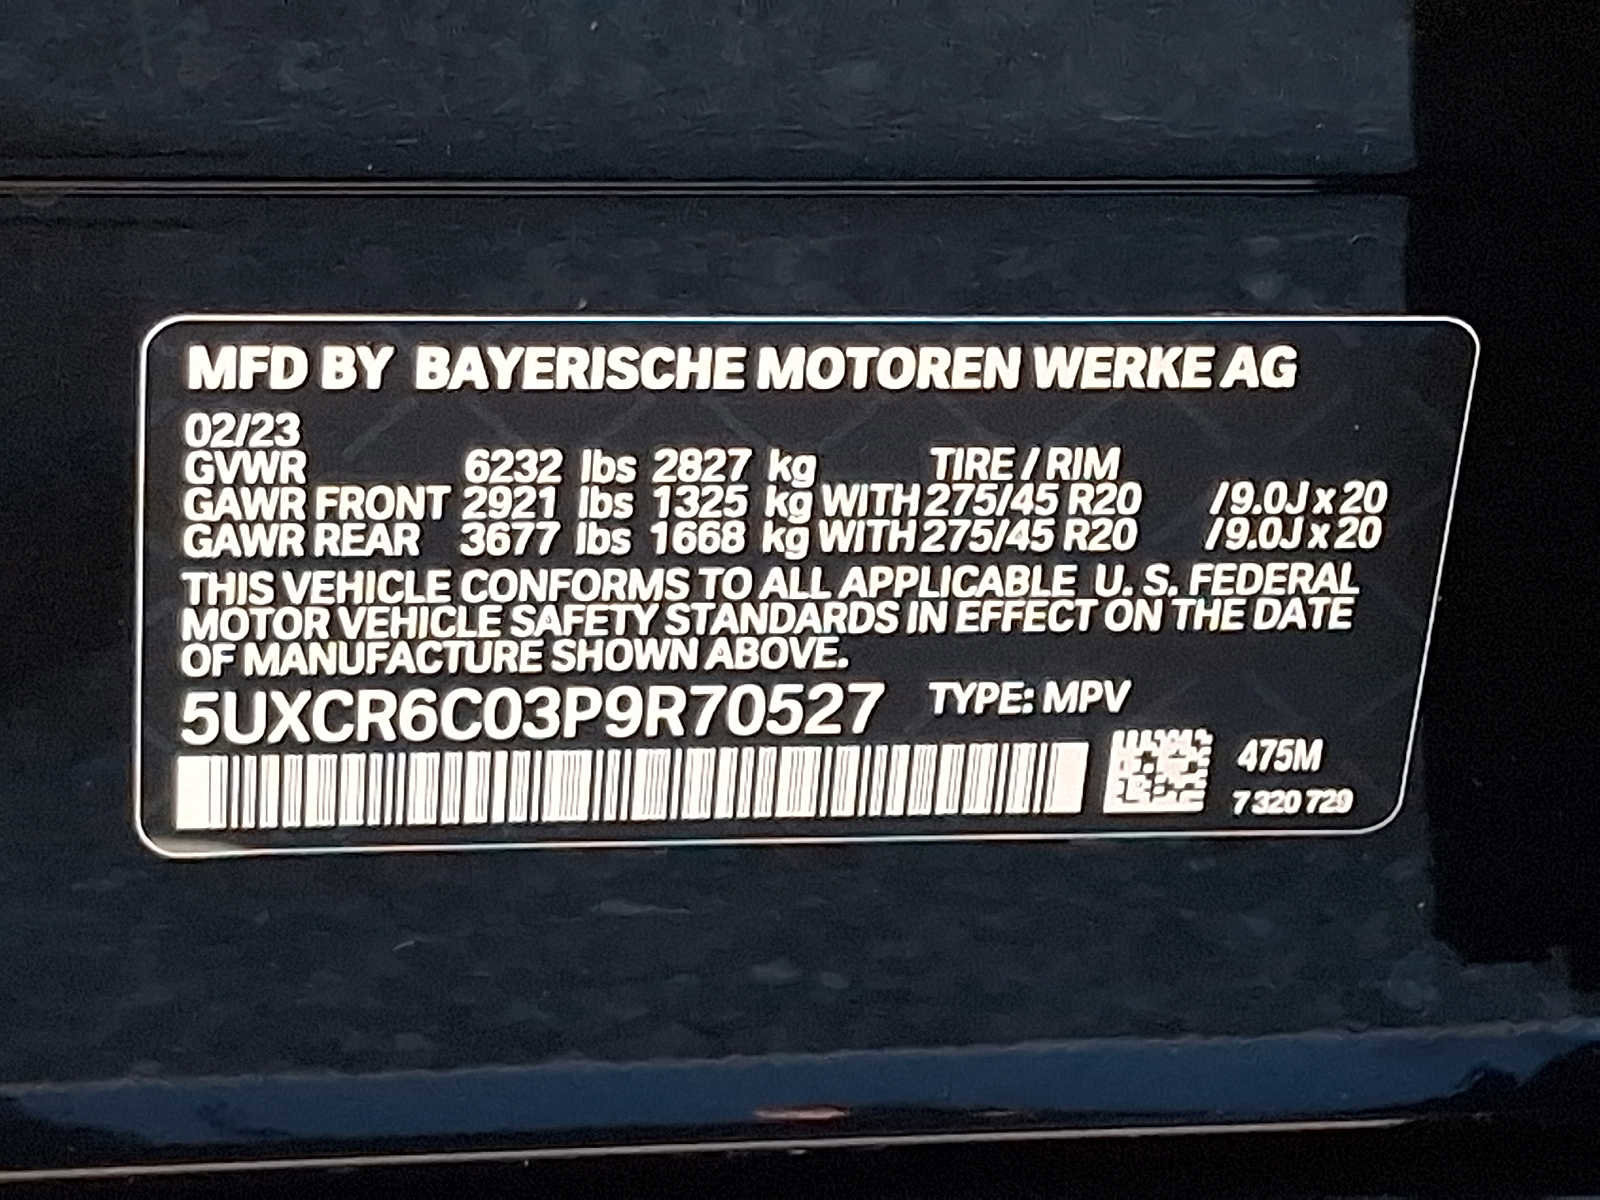 MFD BY BAYERISCHE MOTOREN WERKE AG
02/23
GVWR 6232 lbs 2827 kg TIRE / RIM
GAWR FRONT 2921 lbs 1325 kg WITH 275/45 R20 /9.0J x 20
GAWR REAR 3677 lbs 1668 kg WITH 275/45 R20 /9.0J x 20
THIS VEHICLE CONFORMS TO ALL APPLICABLE U. S. FEDERAL
MOTOR VEHICLE SAFETY STANDARDS IN EFFECT ON THE DATE
OF MANUFACTURE SHOWN ABOVE.
5UXCR6C03P9R70527 TYPE: MPV
475M
7 320 729